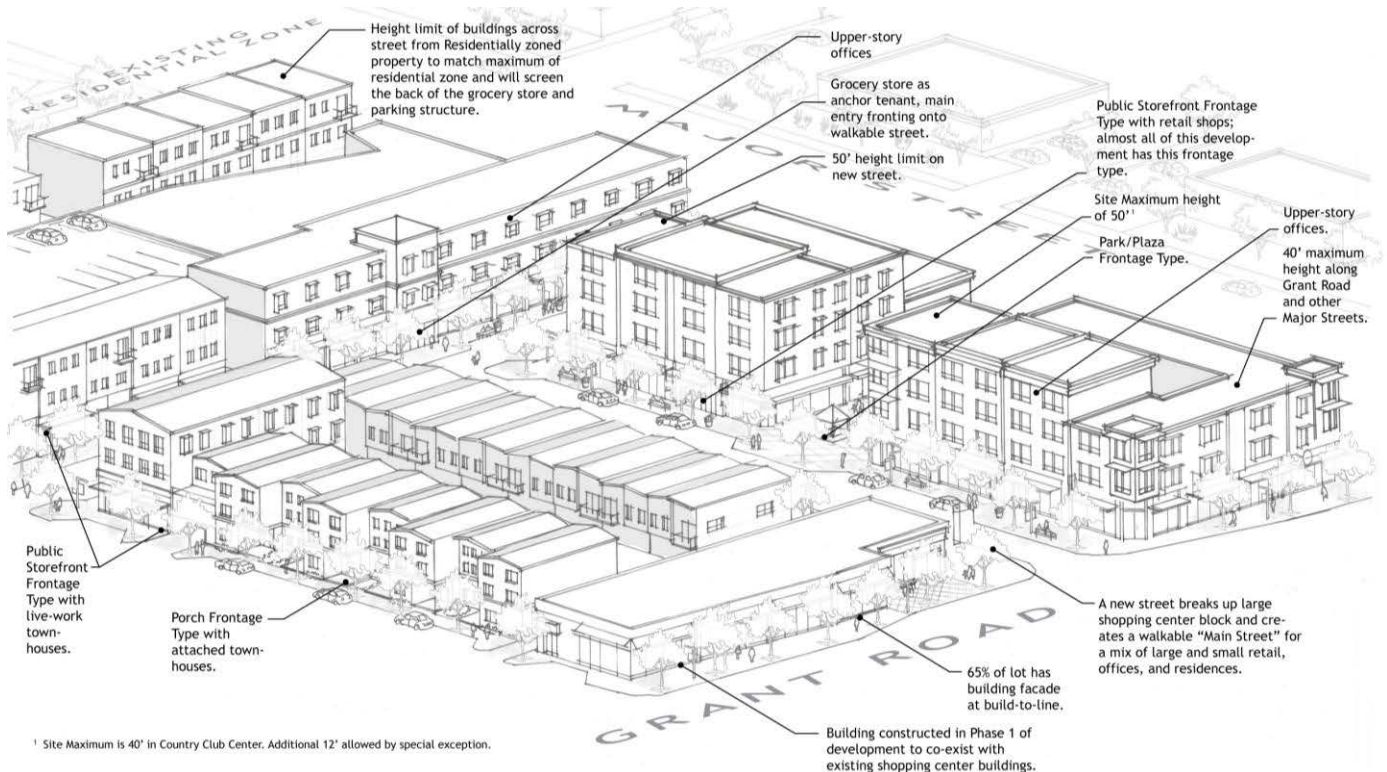 EXISTING
RESIDENTIAL ZONE
Height limit of buildings across
street from Residentially zoned
property to match maximum of
residential zone and will screen
the back of the grocery store and
parking structure.
Upper-story
offices
Grocery store as
anchor tenant, main
entry fronting onto
walkable street.
50’ height limit on
new street.
MAJOR STREET
Public Storefront Frontage
Type with retail shops;
almost all of this develop-
ment has this frontage
type.
Site Maximum height
of 50’¹
Park/Plaza
Frontage Type.
Upper-story
offices.
40’ maximum
height along
Grant Road
and other
Major Streets.
Public
Storefront
Frontage
Type with
live-work
town-
houses.
Porch Frontage
Type with
attached town-
houses.
GRANT ROAD
A new street breaks up large
shopping center block and cre-
ates a walkable “Main Street” for
a mix of large and small retail,
offices, and residences.
65% of lot has
building facade
at build-to-line.
Building constructed in Phase 1 of
development to co-exist with
existing shopping center buildings.
¹ Site Maximum is 40’ in Country Club Center. Additional 12’ allowed by special exception.